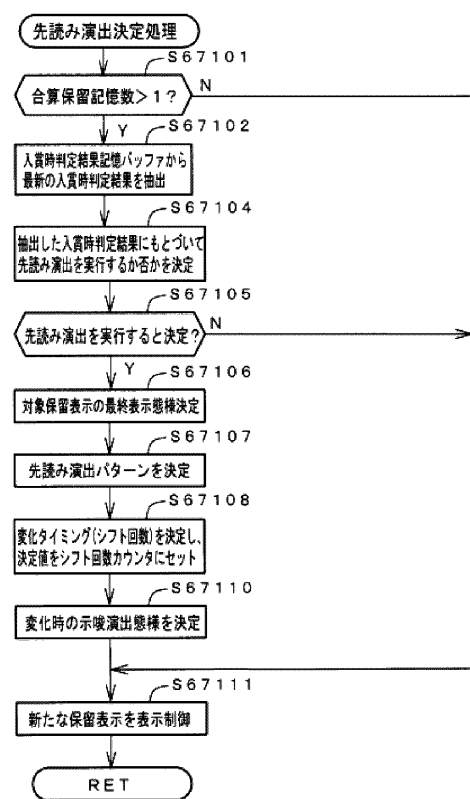 先読み演出決定処理
S67101
合算保留記憶数>1?
N
Y
S67102
入賞時判定結果記憶バッファから
最新の入賞時判定結果を抽出
S67104
抽出した入賞時判定結果にもとづいて
先読み演出を実行するか否かを決定
S67105
先読み演出を実行すると決定?
N
Y
S67106
対象保留表示の最終表示態様決定
S67107
先読み演出パターンを決定
S67108
変化タイミング(シフト回数)を決定し、
決定値をシフト回数カウンタにセット
S67110
変化時の示唆演出態様を決定
S67111
新たな保留表示を表示制御
RET